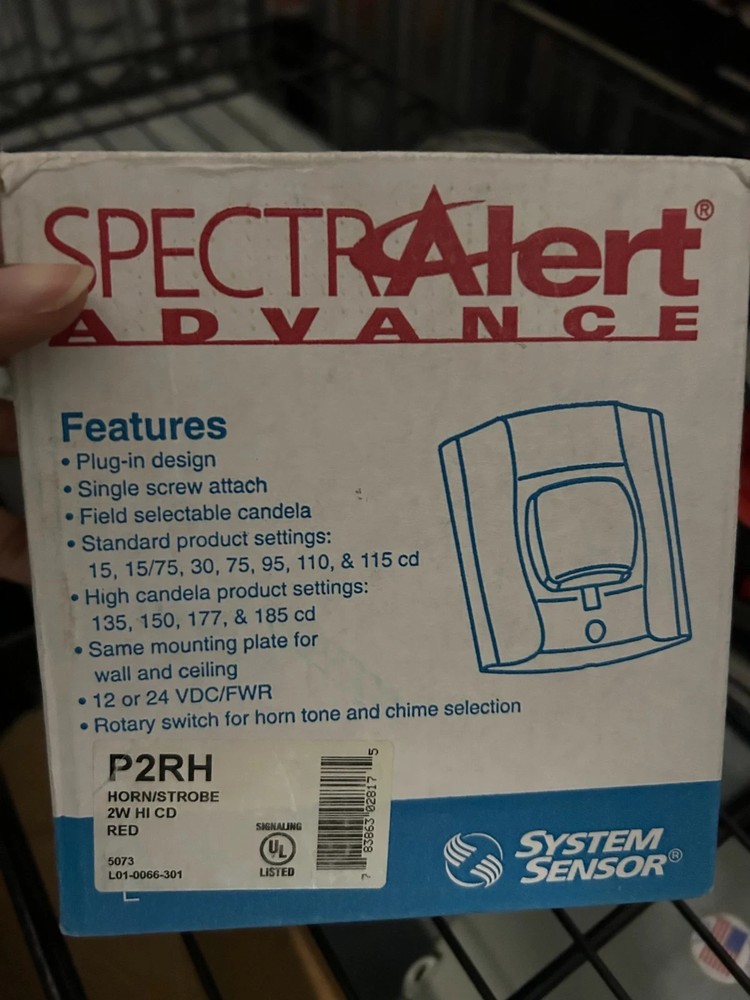 SPECTRAlert®
ADVANCE
Features
• Plug-in design
• Single screw attach
• Field selectable candela
• Standard product settings:
15, 15/75, 30, 75, 95, 110, & 115 cd
• High candela product settings:
135, 150, 177, & 185 cd
• Same mounting plate for
wall and ceiling
• 12 or 24 VDC/FWR
• Rotary switch for horn tone and chime selection
P2RH
HORN/STROBE
2W HI CD
RED
5073
L01-0066-301
SIGNALING
UL
LISTED
7 83863 02817 5
SYSTEM
SENSOR®